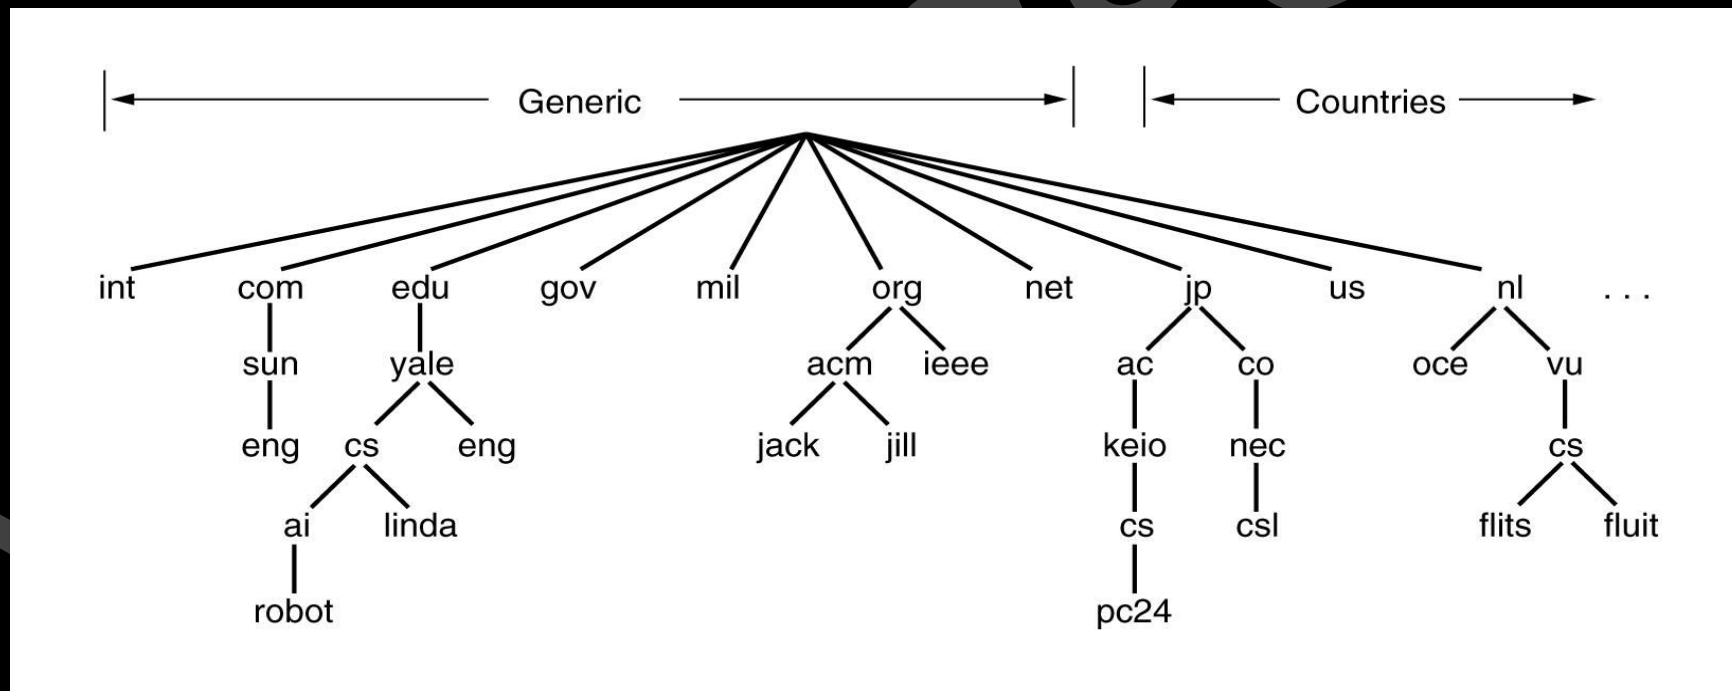 Generic Countries
int com edu gov mil org net jp us nl . . .
sun yale acm ieee ac co oce vu
eng cs eng jack jill keio nec cs
ai linda cs csl flits fluit
robot pc24